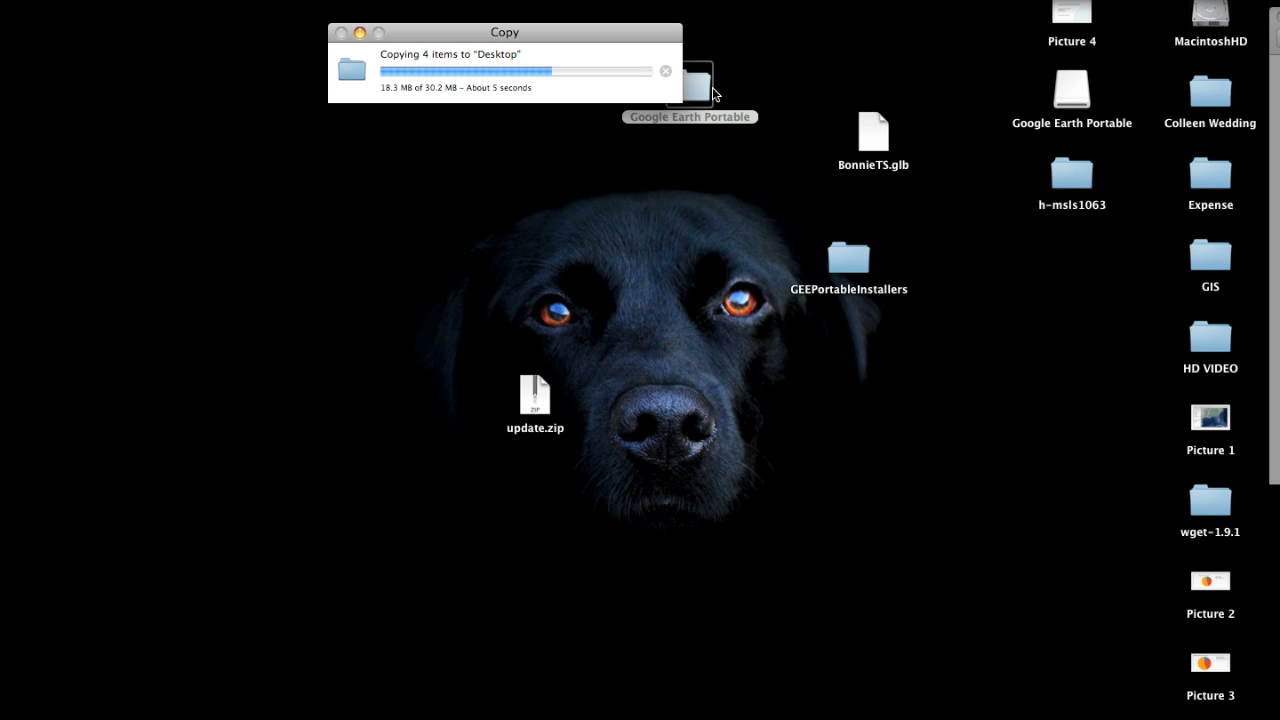 Copy
Copying 4 items to "Desktop"
18.3 MB of 30.2 MB - About 5 seconds
Google Earth Portable
BonnieTS.glb
GEEPortableInstallers
ZIP
update.zip
Picture 4
Google Earth Portable
h-msls1063
MacintoshHD
Colleen Wedding
Expense
GIS
HD VIDEO
Picture 1
wget-1.9.1
Picture 2
Picture 3